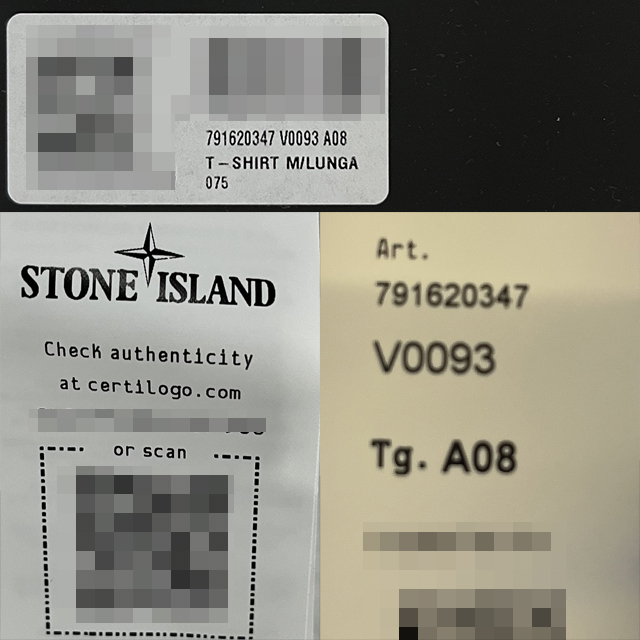 791620347 V0093 A08
T-SHIRT M/LUNGA
075
STONE ISLAND
Check authenticity
at certilogo.com
or scan
Art.
791620347
V0093
Tg. A08